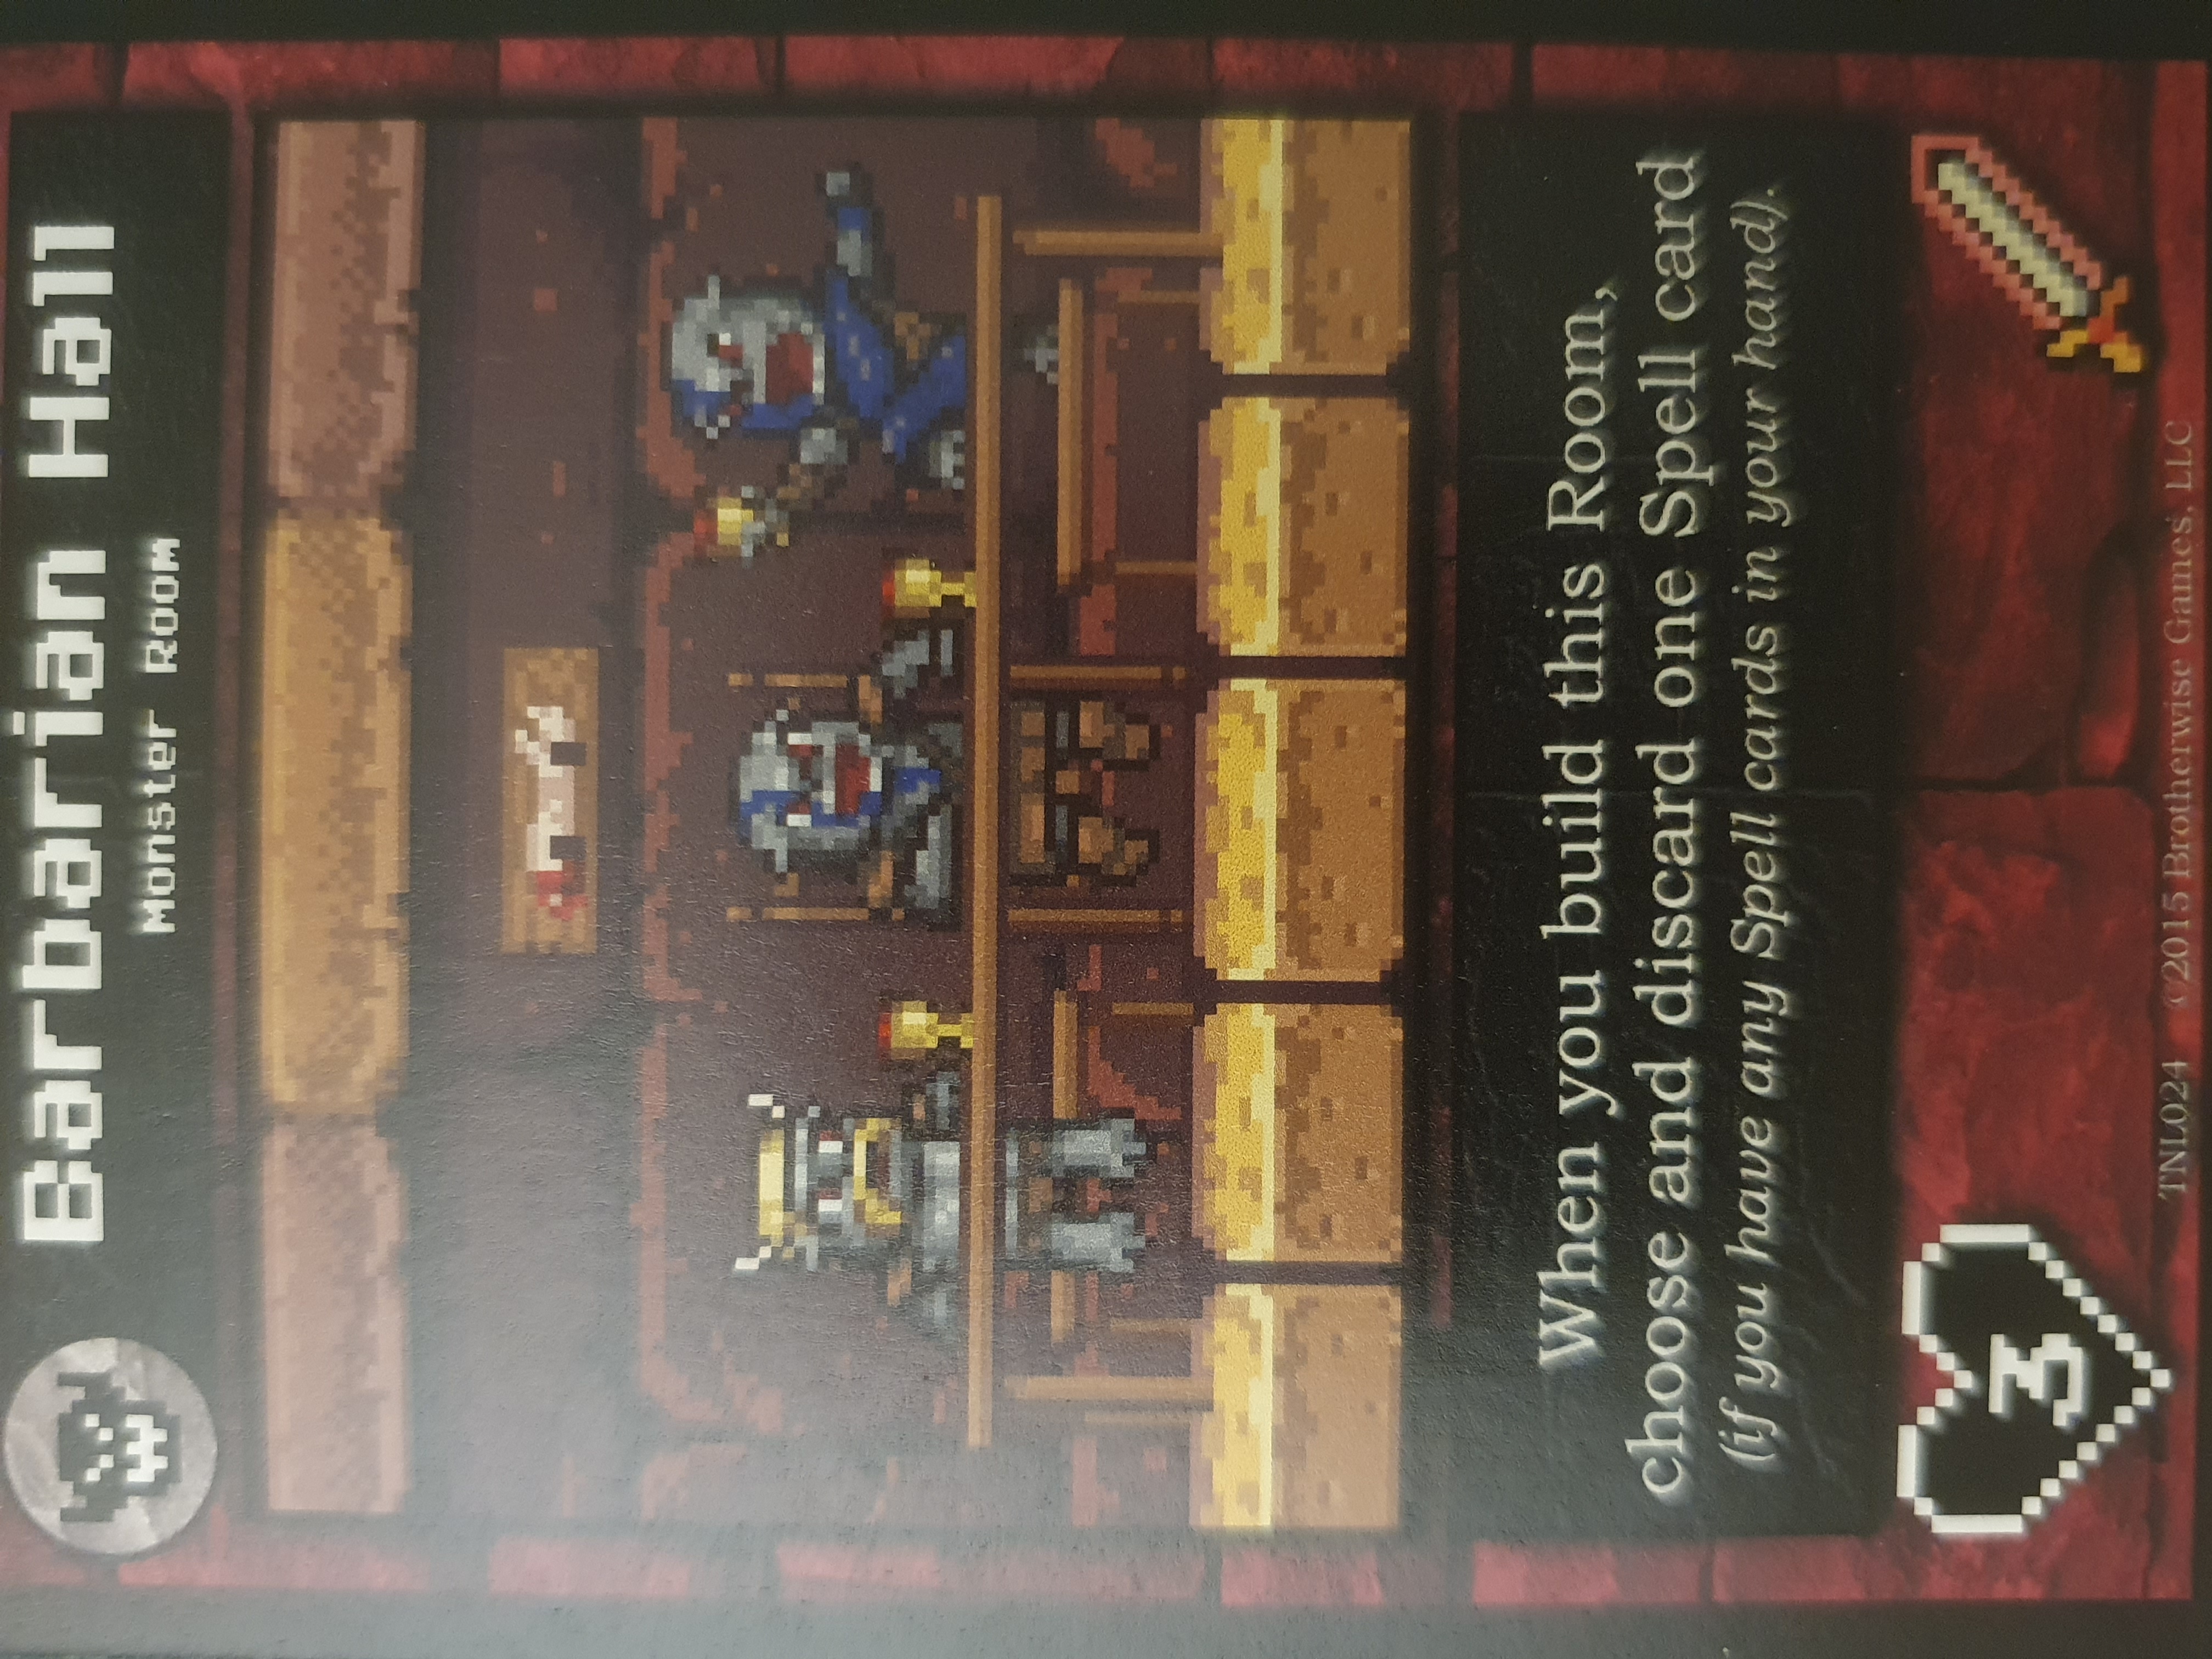 Barbarian Hall
Monster Room
When you build this Room,
choose and discard one Spell card
(if you have any Spell cards in your hand).
3
TNL024 ©2015 Brotherwise Games, LLC